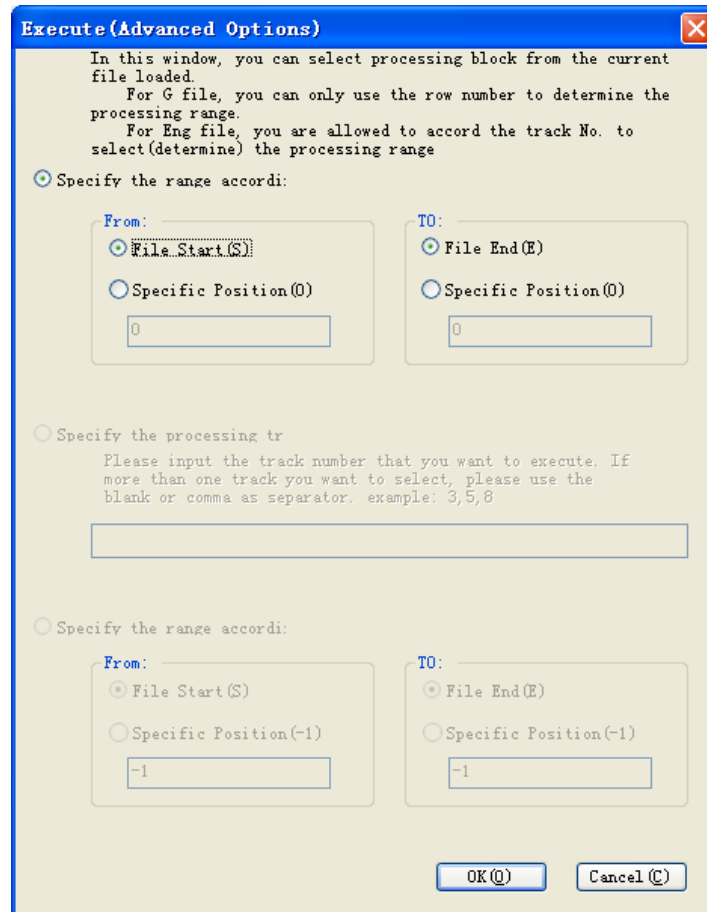 Execute(Advanced Options)
In this window, you can select processing block from the current
file loaded.
For G file, you can only use the row number to determine the
processing range.
For Eng file, you are allowed to accord the track No. to
select(determine) the processing range
Specify the range accordi:
From:
File Start(S)
Specific Position(0)
0
TO:
File End(E)
Specific Position(0)
0
Specify the processing tr
Please input the track number that you want to execute. If
more than one track you want to select, please use the
blank or comma as separator. example: 3,5,8
Specify the range accordi:
From:
File Start(S)
Specific Position(-1)
-1
TO:
File End(E)
Specific Position(-1)
-1
OK(Q)
Cancel(C)